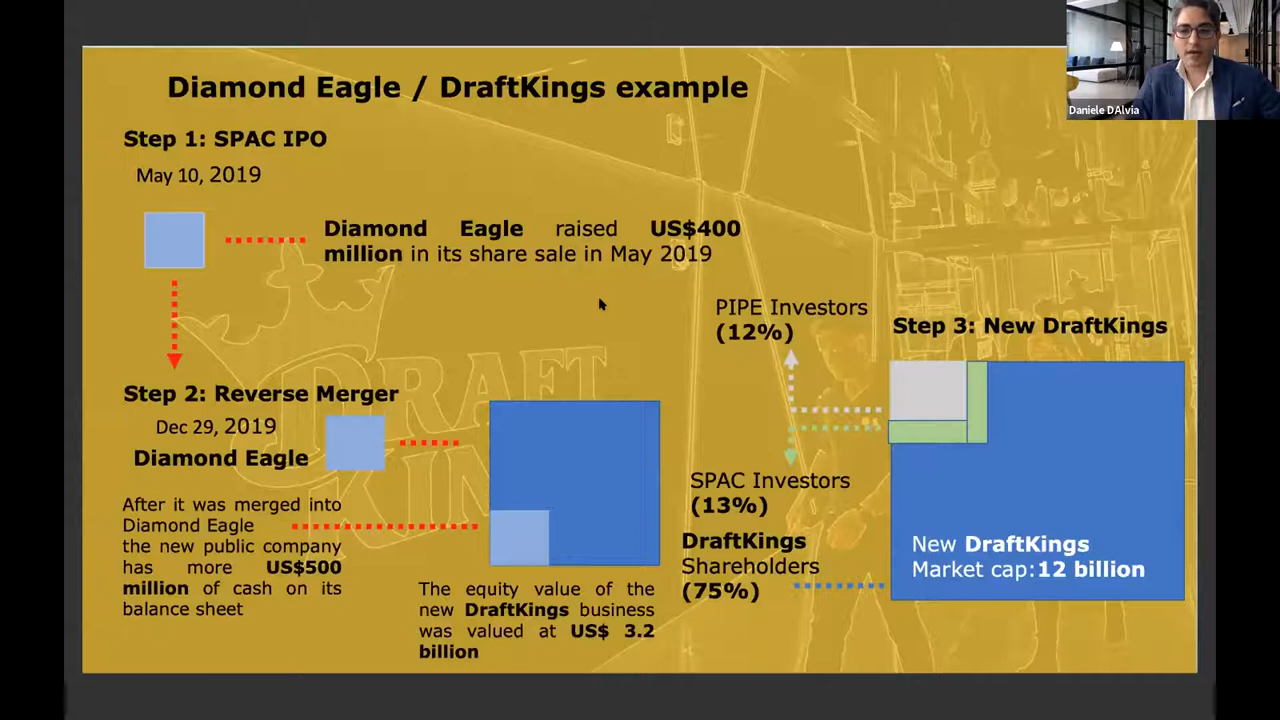 Diamond Eagle / DraftKings example
Daniele DAlvia
Step 1: SPAC IPO
May 10, 2019
Diamond Eagle raised US$400
million in its share sale in May 2019
DRAFT
KINGS
Step 2: Reverse Merger
Dec 29, 2019
Diamond Eagle
After it was merged into
Diamond Eagle
the new public company
has more US$500
million of cash on its
balance sheet
The equity value of the
new DraftKings business
was valued at US$ 3.2
billion
PIPE Investors
(12%)
SPAC Investors
(13%)
DraftKings
Shareholders
(75%)
Step 3: New DraftKings
New DraftKings
Market cap:12 billion